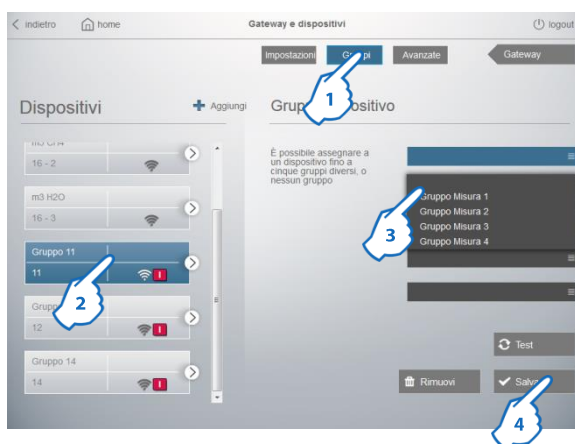 indietro
home
Gateway e dispositivi
logout
Impostazioni
Avanzate
Gateway
1
Dispositivi
Aggiungi
16 - 2
m3 H2O
16 - 3
Gruppo 11
11
2
12
Gruppo 14
14
È possibile assegnare a
un dispositivo fino a
cinque gruppi diversi, o
nessun gruppo
Gruppo Misura 1
Gruppo Misura 2
Gruppo Misura 3
Gruppo Misura 4
3
Test
Rimuovi
4